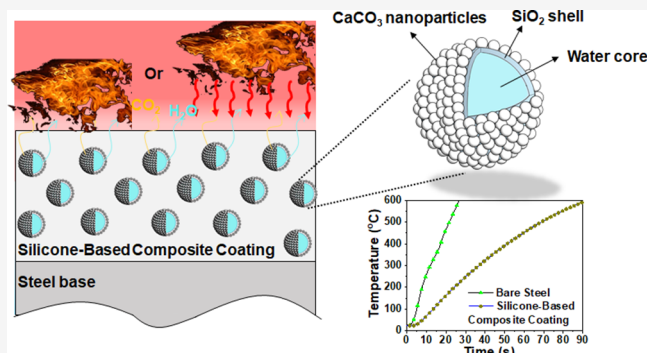 CaCO3 nanoparticles
SiO2 shell
Water core
Or
CO2
H2O
Silicone-Based Composite Coating
Steel base
Temperature (°C)
600
500
400
300
200
100
0
Bare Steel
Silicone-Based
Composite Coating
0 10 20 30 40 50 60 70 80 90
Time (s)